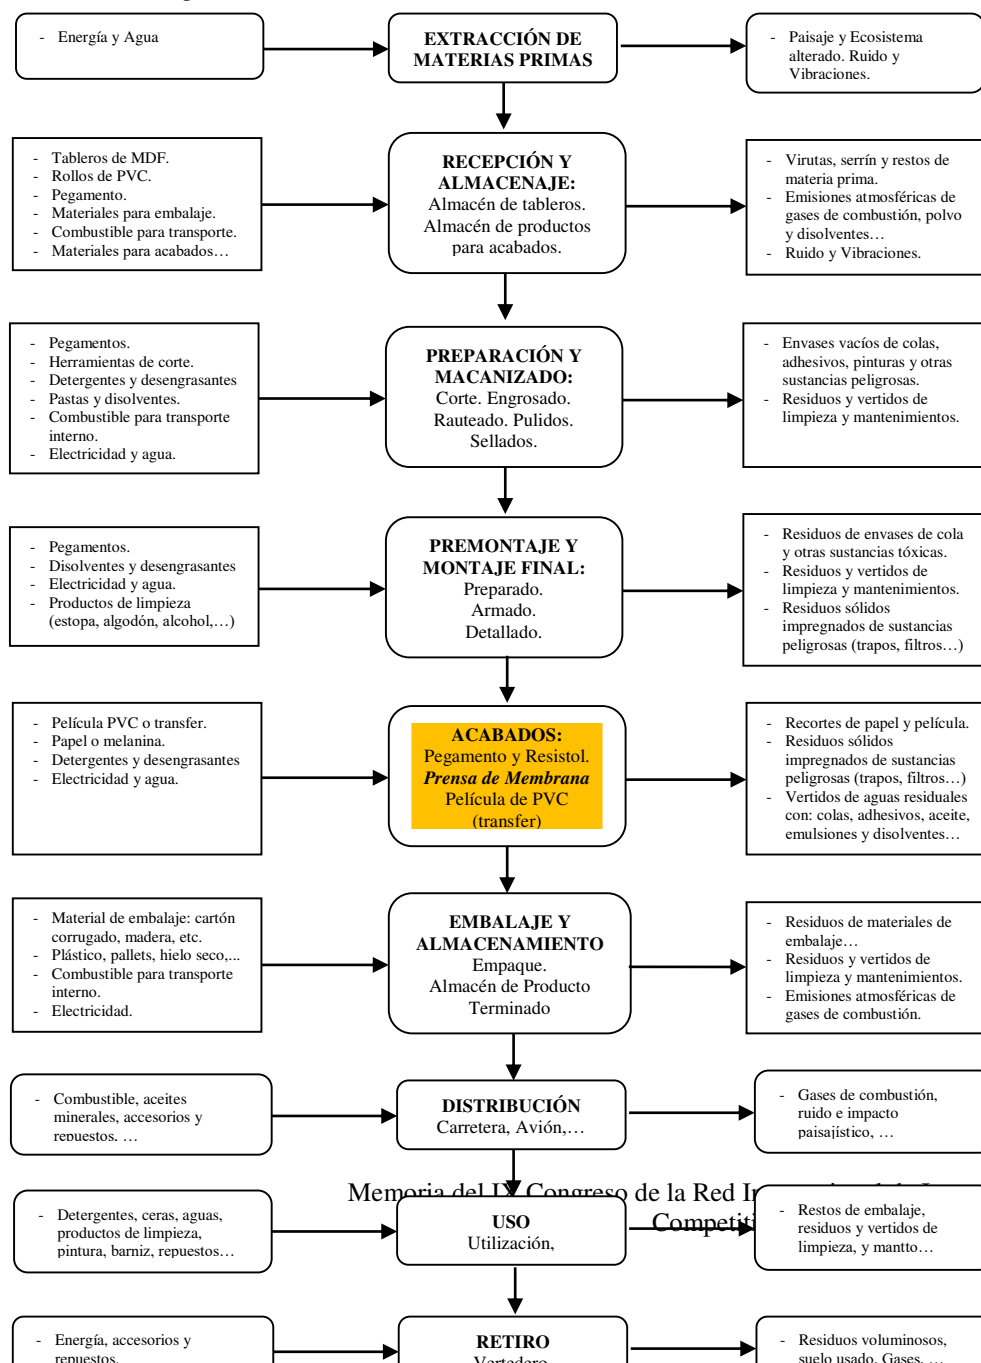 - Energía y Agua
EXTRACCIÓN DE
MATERIAS PRIMAS
- Paisaje y Ecosistema
alterado. Ruido y
Vibraciones.
- Tableros de MDF.
- Rollos de PVC.
- Pegamento.
- Materiales para embalaje.
- Combustible para transporte.
- Materiales para acabados…
RECEPCIÓN Y
ALMACENAJE:
Almacén de tableros.
Almacén de productos
para acabados.
- Virutas, serrín y restos de
materia prima.
- Emisiones atmosféricas de
gases de combustión, polvo
y disolventes…
- Ruido y Vibraciones.
- Pegamentos.
- Herramientas de corte.
- Detergentes y desengrasantes
- Pastas y disolventes.
- Combustible para transporte
interno.
- Electricidad y agua.
PREPARACIÓN Y
MACANIZADO:
Corte. Engrosado.
Rauteado. Pulidos.
Sellados.
- Envases vacíos de colas,
adhesivos, pinturas y otras
sustancias peligrosas.
- Residuos y vertidos de
limpieza y mantenimientos.
- Pegamentos.
- Disolventes y desengrasantes
- Electricidad y agua.
- Productos de limpieza
(estopa, algodón, alcohol,…)
PREMONTAJE Y
MONTAJE FINAL:
Preparado.
Armado.
Detallado.
- Residuos de envases de cola
y otras sustancias tóxicas.
- Residuos y vertidos de
limpieza y mantenimientos.
- Residuos sólidos
impregnados de sustancias
peligrosas (trapos, filtros…)
- Película PVC o transfer.
- Papel o melanina.
- Detergentes y desengrasantes
- Electricidad y agua.
ACABADOS:
Pegamento y Resistol.
Prensa de Membrana
Película de PVC
(transfer)
- Recortes de papel y película.
- Residuos sólidos
impregnados de sustancias
peligrosas (trapos, filtros…)
- Vertidos de aguas residuales
con: colas, adhesivos, aceite,
emulsiones y disolventes…
- Material de embalaje: cartón
corrugado, madera, etc.
- Plástico, pallets, hielo seco,...
- Combustible para transporte
interno.
- Electricidad.
EMBALAJE Y
ALMACENAMIENTO
Empaque.
Almacén de Producto
Terminado
- Residuos de materiales de
embalaje…
- Residuos y vertidos de
limpieza y mantenimientos.
- Emisiones atmosféricas de
gases de combustión.
- Combustible, aceites
minerales, accesorios y
repuestos, …
DISTRIBUCIÓN
Carretera, Avión,…
- Gases de combustión,
ruido e impacto
paisajístico, …
Memoria del IX Congreso de la Red
- Detergentes, ceras, aguas,
productos de limpieza,
pintura, barniz, repuestos…
USO
Utilización,
- Restos de embalaje,
residuos y vertidos de
limpieza, y mantto…
- Energía, accesorios y
repuestos.
RETIRO
Vertedero
- Residuos voluminosos,
suelo usado. Gases, …